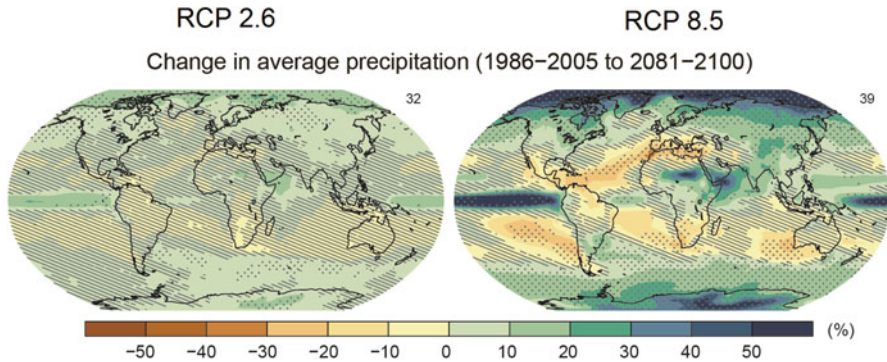 RCP 2.6 RCP 8.5
Change in average precipitation (1986−2005 to 2081−2100)
32 39
(%)
−50 −40 −30 −20 −10 0 10 20 30 40 50